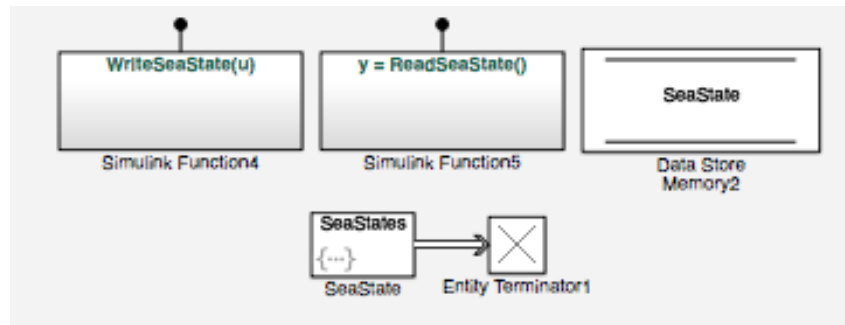 WriteSeaState(u)
y = ReadSeaState()
SeaState
Simulink Function4
Simulink Function5
Data Store
Memory2
SeaStates
{...}
SeaState
Entity Terminator1